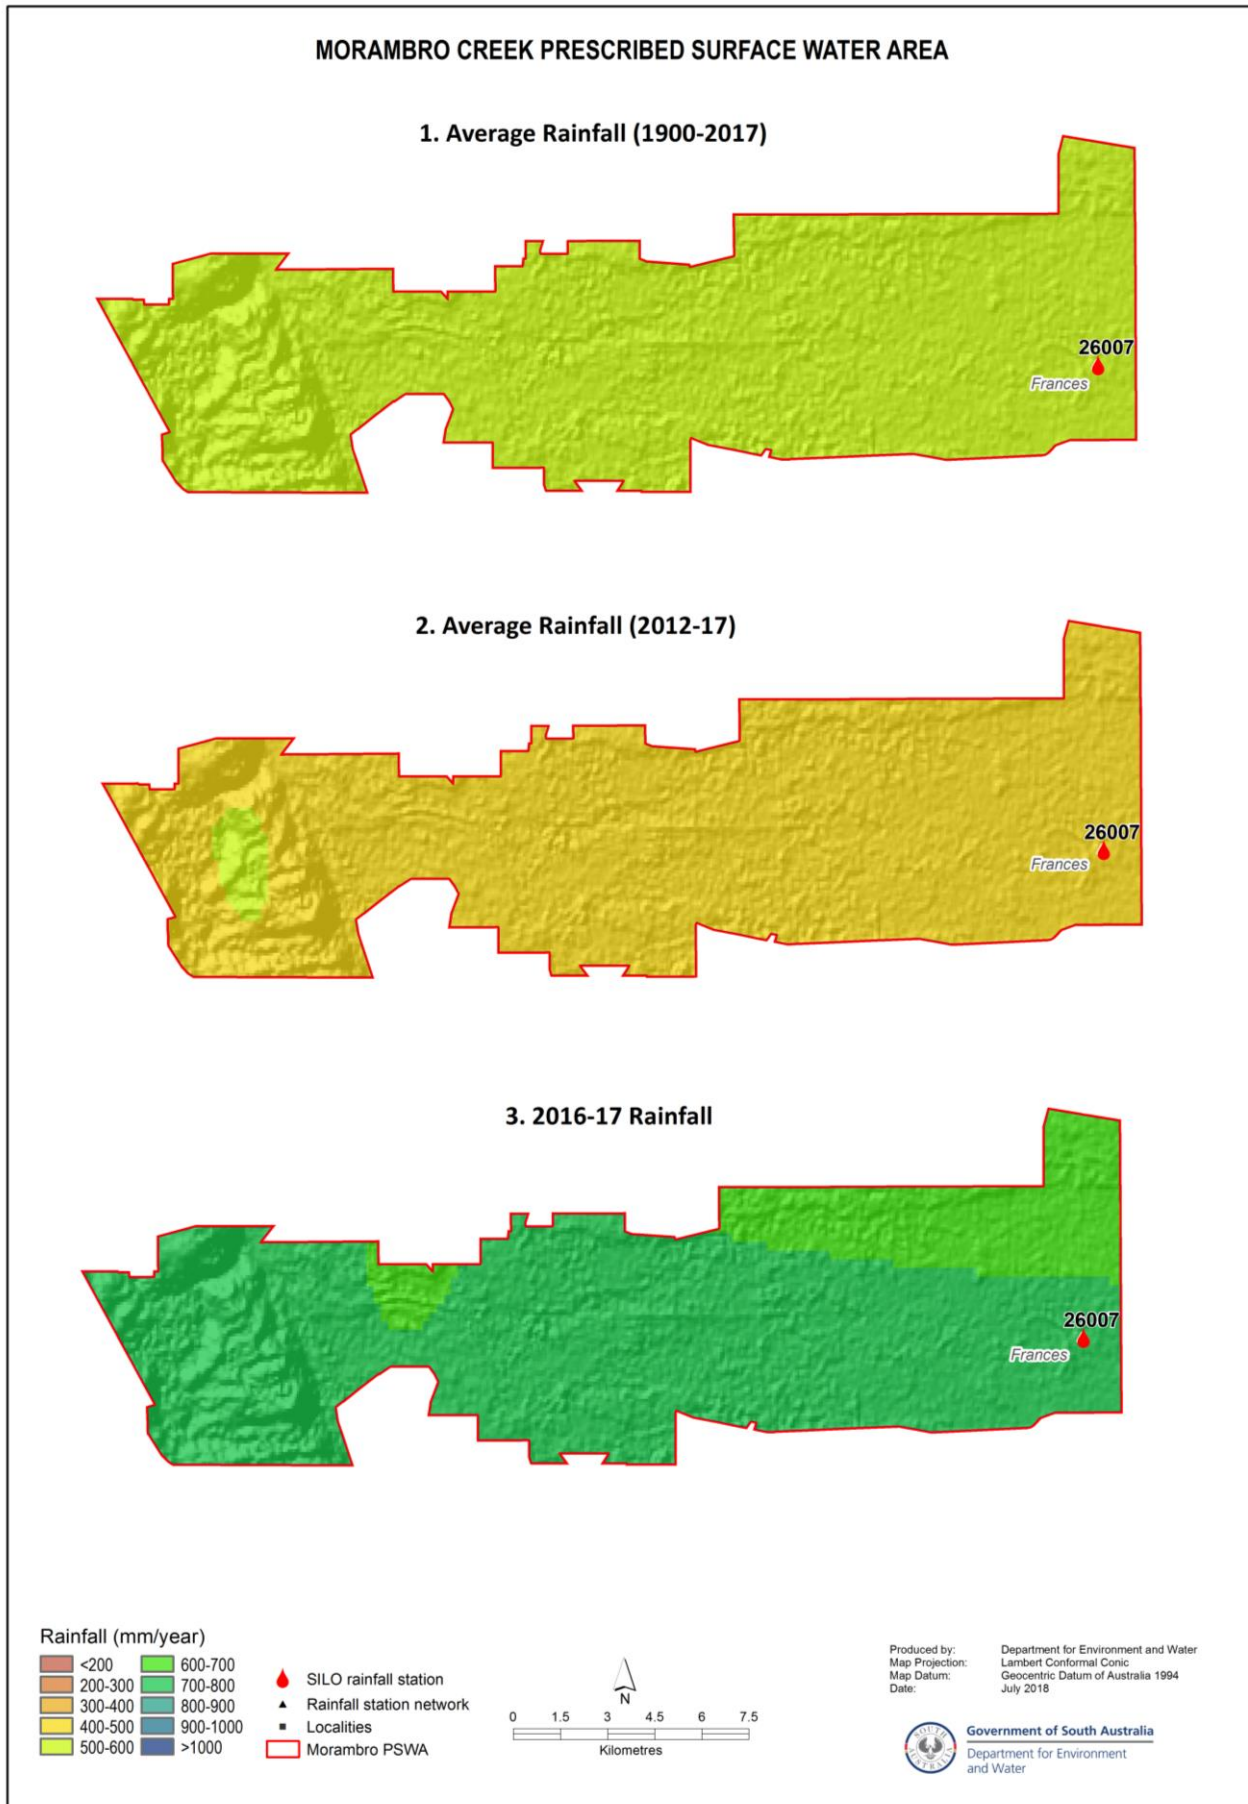 MORAMBRO CREEK PRESCRIBED SURFACE WATER AREA
1. Average Rainfall (1900-2017)
26007
Frances
2. Average Rainfall (2012-17)
26007
Frances
3. 2016-17 Rainfall
26007
Frances
Rainfall (mm/year)
<200
200-300
300-400
400-500
500-600
600-700
700-800
800-900
900-1000
>1000
SILO rainfall station
Rainfall station network
Localities
Morambro PSWA
N
0 1.5 3 4.5 6 7.5
Kilometres
Produced by: Department for Environment and Water
Map Projection: Lambert Conformal Conic
Map Datum: Geocentric Datum of Australia 1994
Date: July 2018
SOUTH AUSTRALIA
Government of South Australia
Department for Environment
and Water